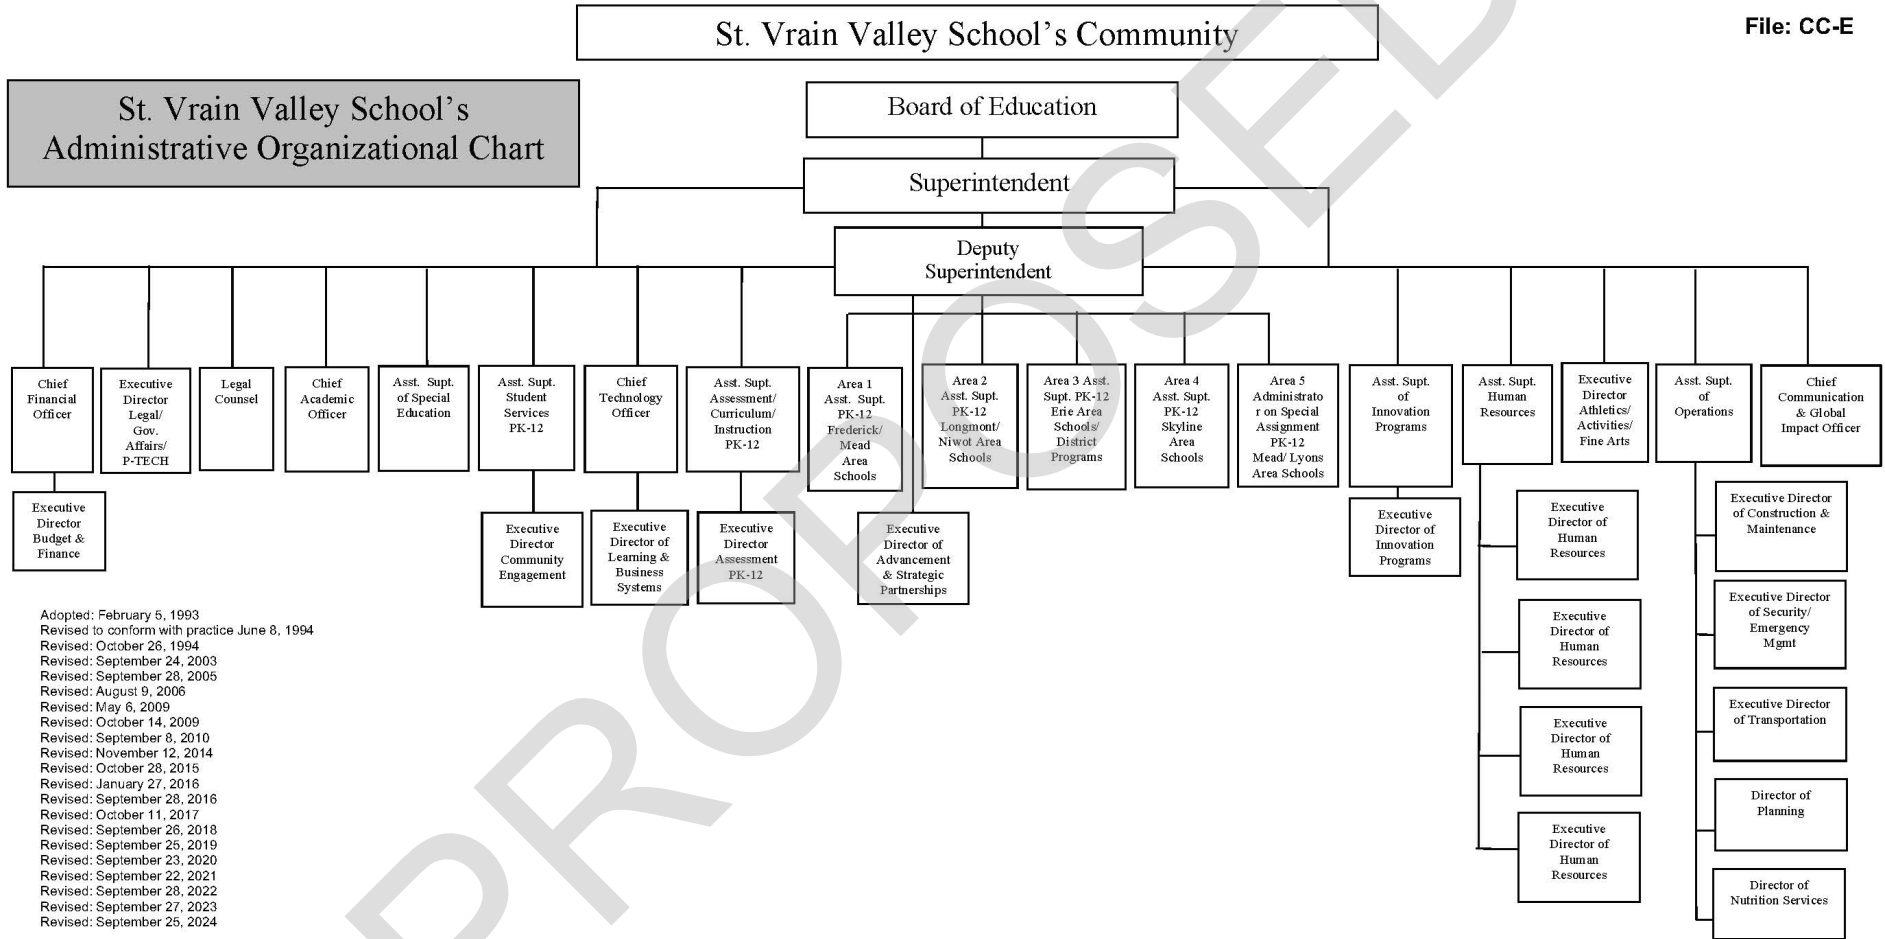 St. Vrain Valley School’s Community
File: CC-E
St. Vrain Valley School’s
Administrative Organizational Chart
Board of Education
Superintendent
Deputy
Superintendent
Chief
Financial
Officer
Executive
Director
Legal/
Gov.
Affairs/
P-TECH
Legal
Counsel
Chief
Academic
Officer
Asst. Supt.
of Special
Education
Asst. Supt.
Student
Services
PK-12
Chief
Technology
Officer
Asst. Supt.
Assessment/
Curriculum/
Instruction
PK-12
Area 1
Asst. Supt.
PK-12
Frederick/
Mead
Area
Schools
Area 2
Asst. Supt.
PK-12
Longmont/
Niwot Area
Schools
Area 3 Asst.
Supt. PK-12
Erie Area
Schools/
District
Programs
Area 4
Asst. Supt.
PK-12
Skyline
Area
Schools
Area 5
Administrato
r on Special
Assignment
PK-12
Mead/ Lyons
Area Schools
Asst. Supt.
of
Innovation
Programs
Asst. Supt.
Human
Resources
Executive
Director
Athletics/
Activities/
Fine Arts
Asst. Supt.
of
Operations
Chief
Communication
& Global
Impact Officer
Executive
Director
Budget &
Finance
Executive
Director
Community
Engagement
Executive
Director of
Learning &
Business
Systems
Executive
Director
Assessment
PK-12
Executive
Director of
Advancement
& Strategic
Partnerships
Executive
Director of
Innovation
Programs
Executive
Director of
Human
Resources
Executive
Director of
Human
Resources
Executive
Director of
Human
Resources
Executive
Director of
Human
Resources
Executive Director
of Construction &
Maintenance
Executive Director
of Security/
Emergency
Mgmt
Executive Director
of Transportation
Director of
Planning
Director of
Nutrition Services
Adopted: February 5, 1993
Revised to conform with practice June 8, 1994
Revised: October 26, 1994
Revised: September 24, 2003
Revised: September 28, 2005
Revised: August 9, 2006
Revised: May 6, 2009
Revised: October 14, 2009
Revised: September 8, 2010
Revised: November 12, 2014
Revised: October 28, 2015
Revised: January 27, 2016
Revised: September 28, 2016
Revised: October 11, 2017
Revised: September 26, 2018
Revised: September 25, 2019
Revised: September 23, 2020
Revised: September 22, 2021
Revised: September 28, 2022
Revised: September 27, 2023
Revised: September 25, 2024
PROPOSED